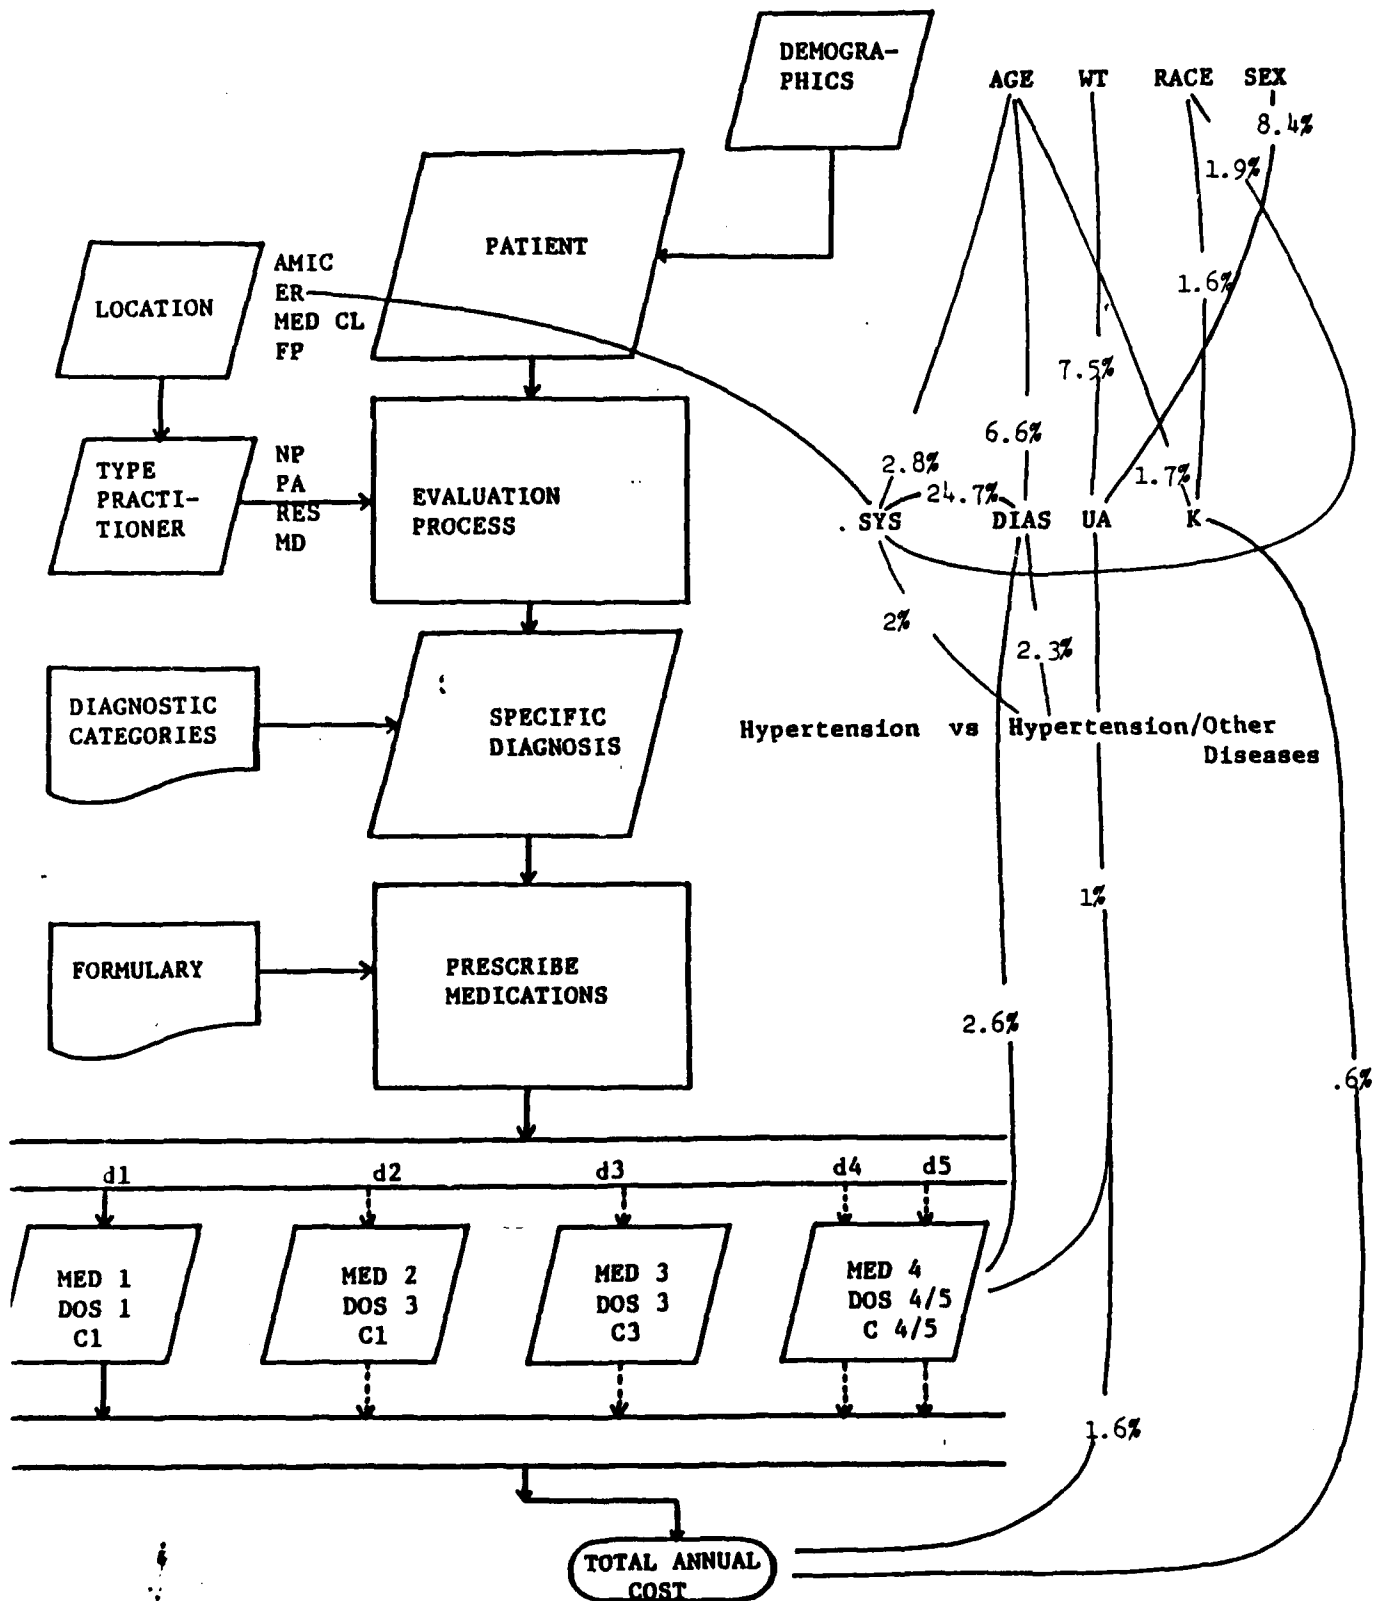 DEMOGRA-
PHICS
AGE WT RACE SEX
8.4%
1.9%
PATIENT
LOCATION
AMIC
ER
MED CL
FP
1.6%
7.5%
6.6%
2.8%
24.7%
1.7%
TYPE
PRACTI-
TIONER
NP
PA
RES
MD
EVALUATION
PROCESS
SYS DIAS UA K
2%
2.3%
DIAGNOSTIC
CATEGORIES
SPECIFIC
DIAGNOSIS
Hypertension vs Hypertension/Other
Diseases
1%
FORMULARY
PRESCRIBE
MEDICATIONS
2.6%
.6%
d1 d2 d3 d4 d5
MED 1
DOS 1
C1
MED 2
DOS 3
C1
MED 3
DOS 3
C3
MED 4
DOS 4/5
C 4/5
1.6%
TOTAL ANNUAL
COST